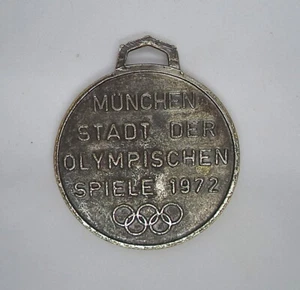 MÜNCHEN
STADT DER
OLYMPISCHEN
SPIELE 1972